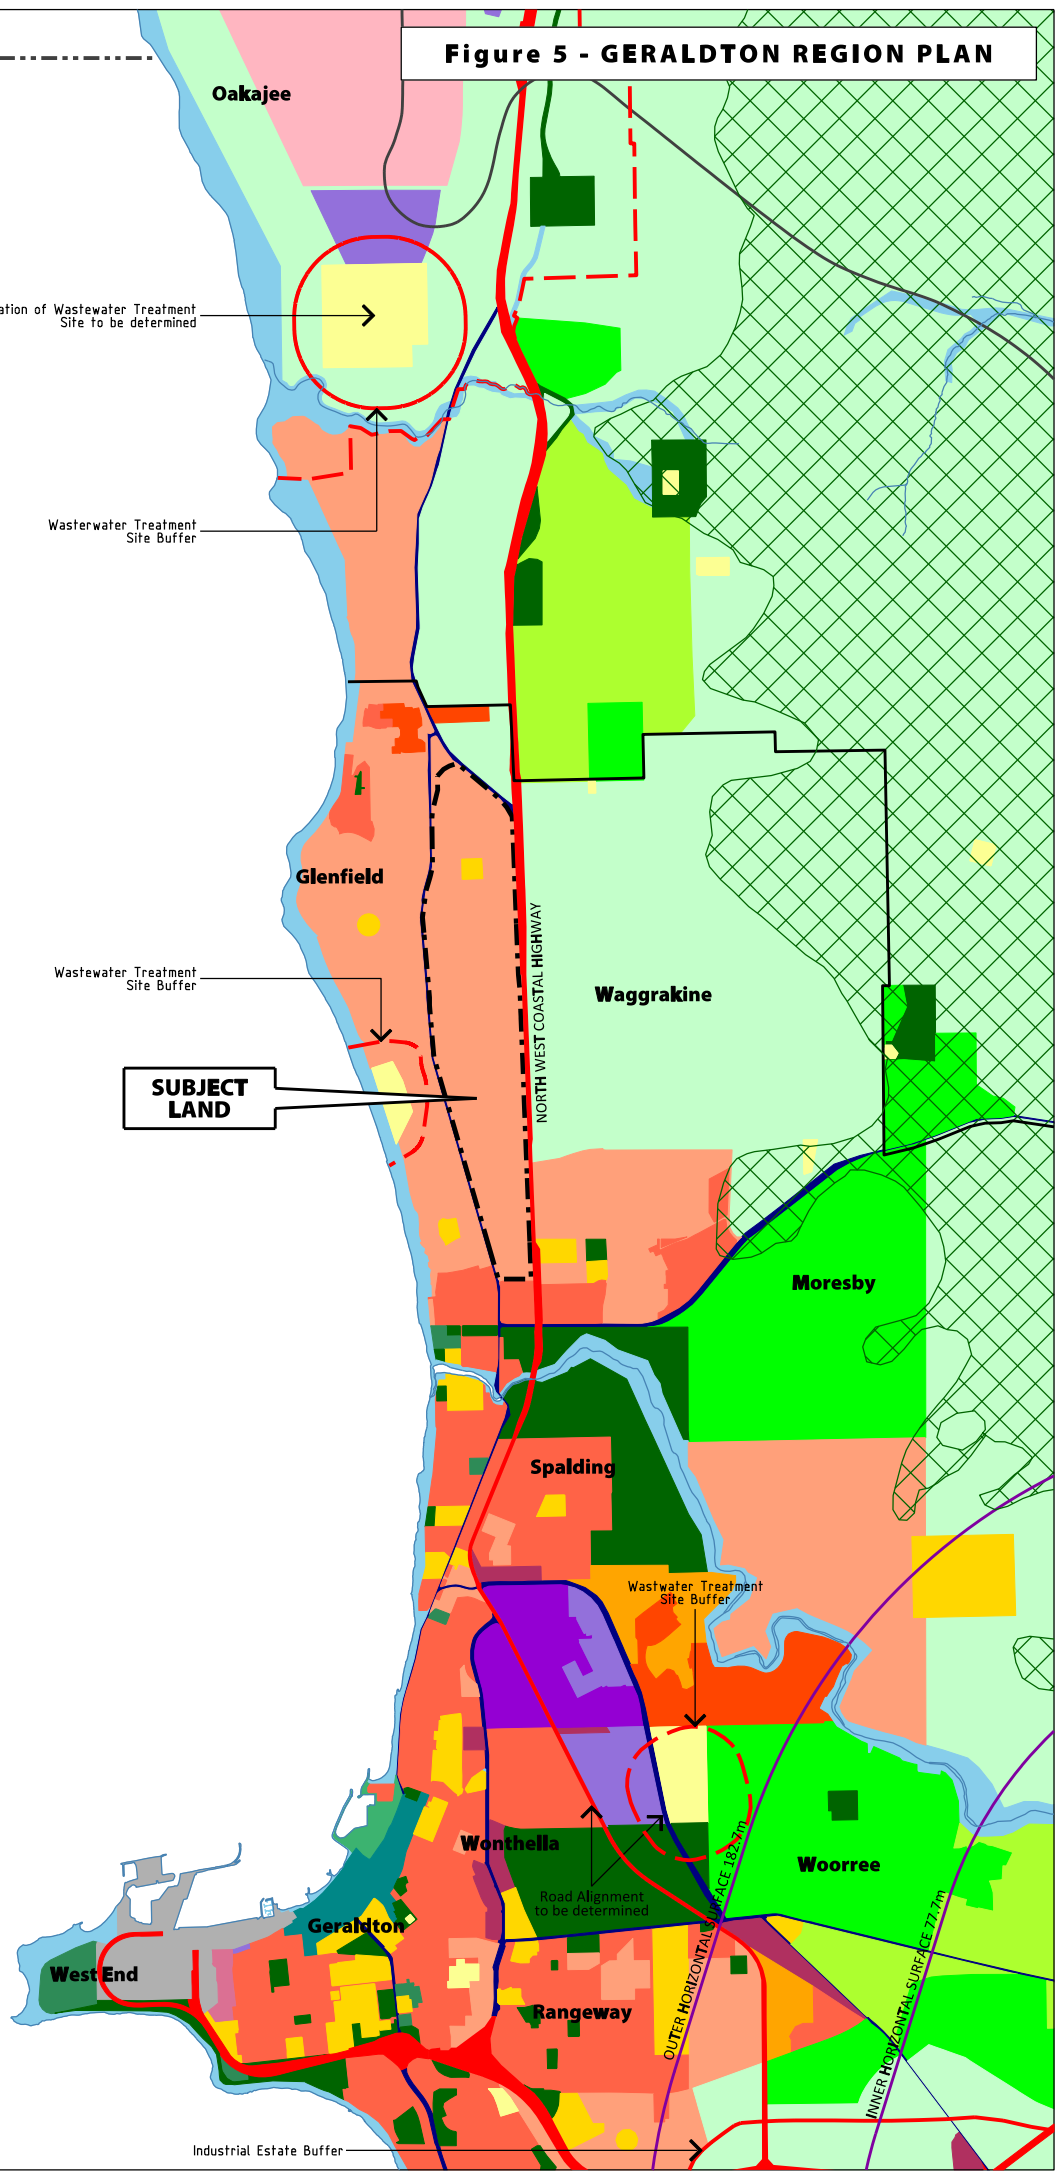 Figure 5 - GERALDTON REGION PLAN
Oakajee
ation of Wastewater Treatment
Site to be determined
Wasterwater Treatment
Site Buffer
Glenfield
NORTH WEST COASTAL HIGHWAY
Wastewater Treatment
Site Buffer
Waggrakine
SUBJECT
LAND
Moresby
Spalding
Wastwater Treatment
Site Buffer
Wonthella
OUTER HORIZONTAL SURFACE 182.7m
Woorree
Road Alignment
to be determined
INNER HORIZONTAL SURFACE 77.7m
Geraldton
West End
Rangeway
Industrial Estate Buffer